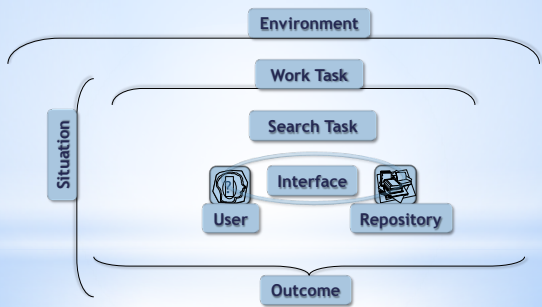 Environment
Work Task
Situation
Search Task
Interface
User
Repository
Outcome